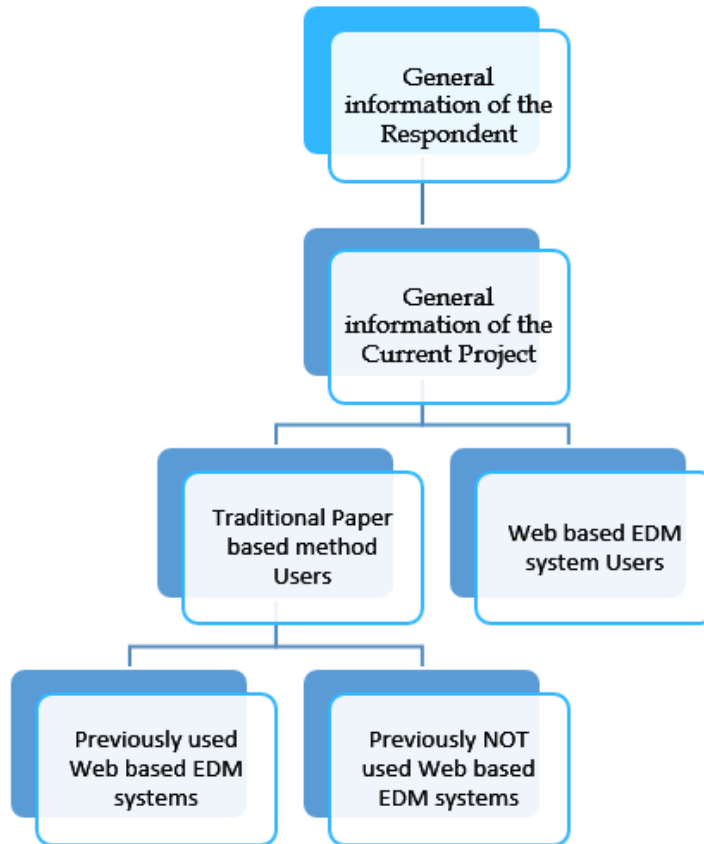 General
information of the
Respondent
General
information of the
Current Project
Traditional Paper
based method
Users
Web based EDM
system Users
Previously used
Web based EDM
systems
Previously NOT
used Web based
EDM systems